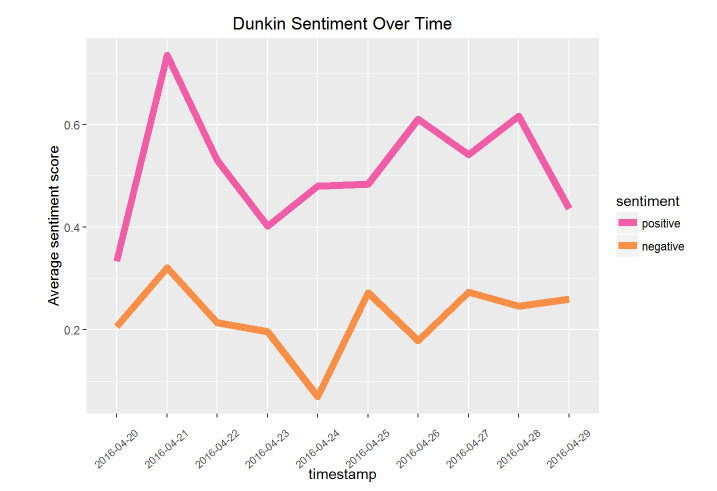 Dunkin Sentiment Over Time
Average sentiment score
0.6
0.4
0.2
2016-04-20
2016-04-21
2016-04-22
2016-04-23
2016-04-24
2016-04-25
2016-04-26
2016-04-27
2016-04-28
2016-04-29
timestamp
sentiment
positive
negative